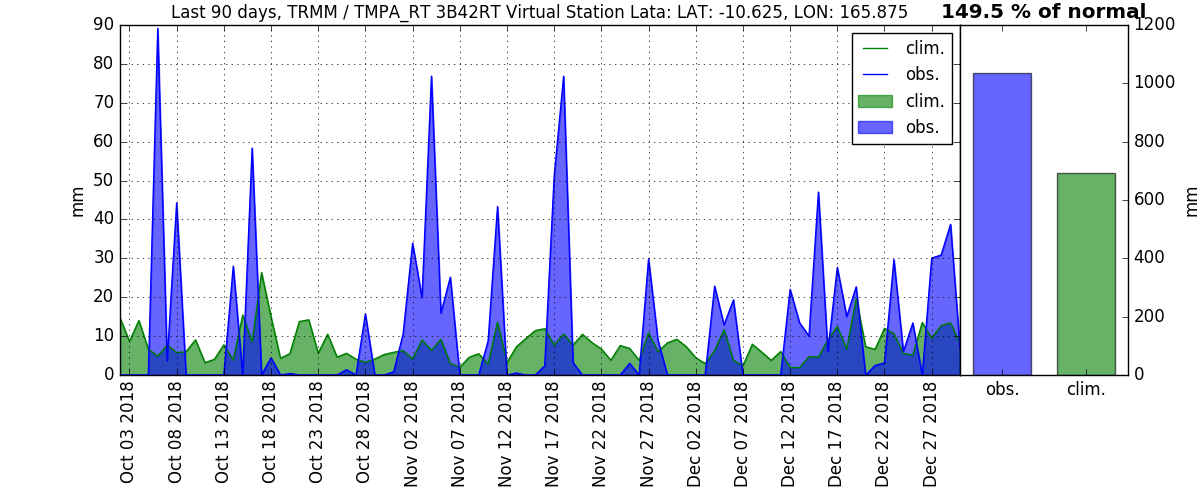 Last 90 days, TRMM / TMPA_RT 3B42RT Virtual Station Lata: LAT: -10.625, LON: 165.875
149.5 % of normal
90
80
70
60
50
40
30
20
10
0
mm
clim.
obs.
clim.
obs.
1200
1000
800
600
400
200
0
mm
obs.
clim.
Oct 03 2018
Oct 08 2018
Oct 13 2018
Oct 18 2018
Oct 23 2018
Oct 28 2018
Nov 02 2018
Nov 07 2018
Nov 12 2018
Nov 17 2018
Nov 22 2018
Nov 27 2018
Dec 02 2018
Dec 07 2018
Dec 12 2018
Dec 17 2018
Dec 22 2018
Dec 27 2018